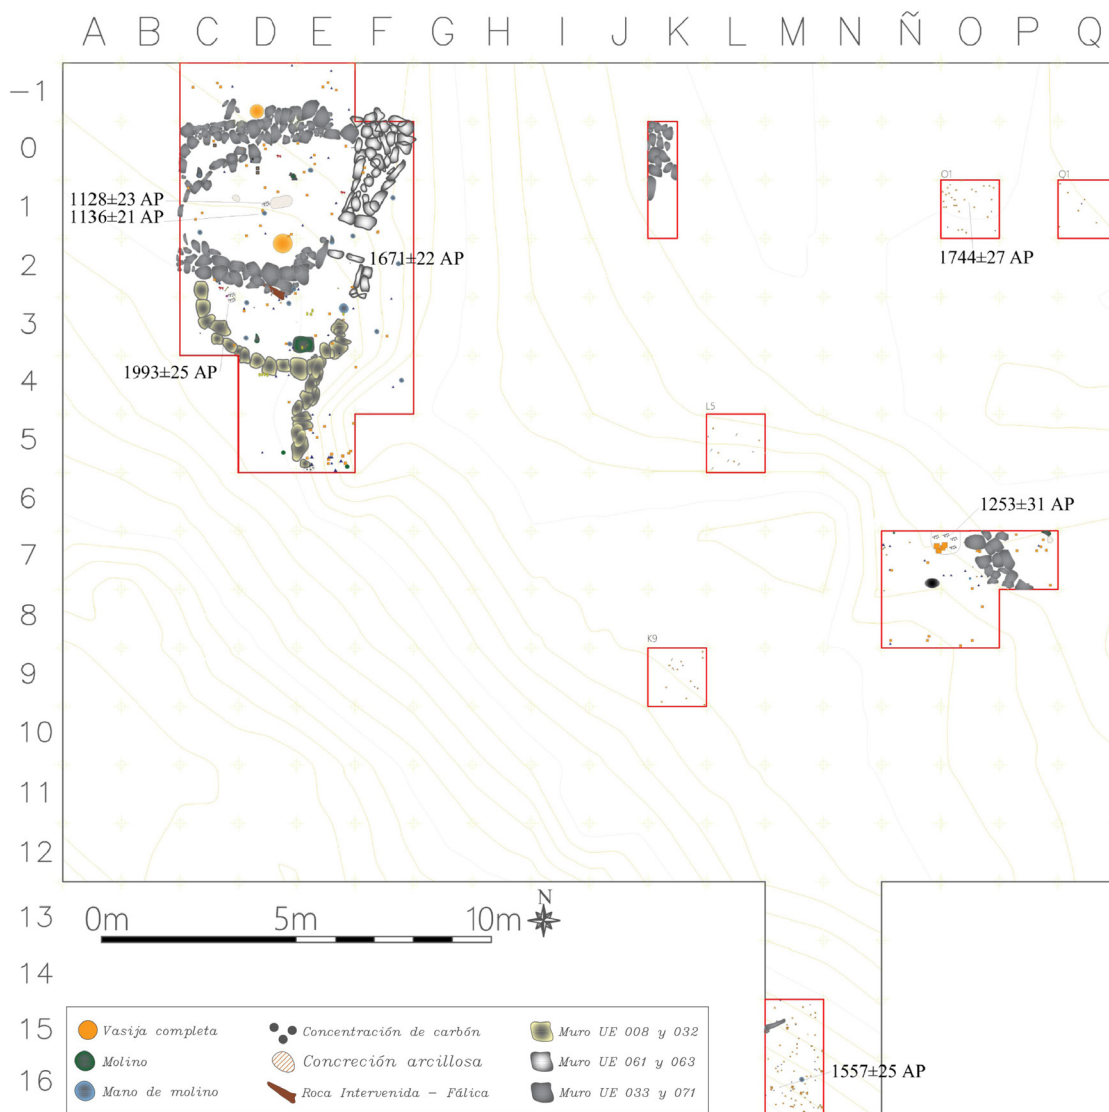 A B C D E F G H I J K L M N Ñ O P Q
-1
0
1
2
3
4
5
6
7
8
9
10
11
12
13
14
15
16
1128±23 AP
1136±21 AP
1671±22 AP
1993±25 AP
O1
Q1
1744±27 AP
L5
1253±31 AP
K9
0m 5m 10m
N
1557±25 AP
Vasija completa
Concentración de carbón
Muro UE 008 y 032
Molino
Concreción arcillosa
Muro UE 061 y 063
Mano de molino
Roca Intervenida - Fálica
Muro UE 033 y 071